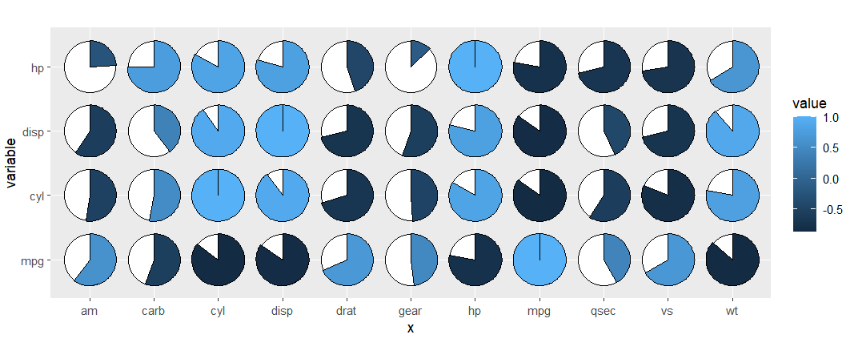 value
1.0
0.5
0.0
-0.5
hp
disp
cyl
mpg
variable
am carb cyl disp drat gear hp mpg qsec vs wt
x